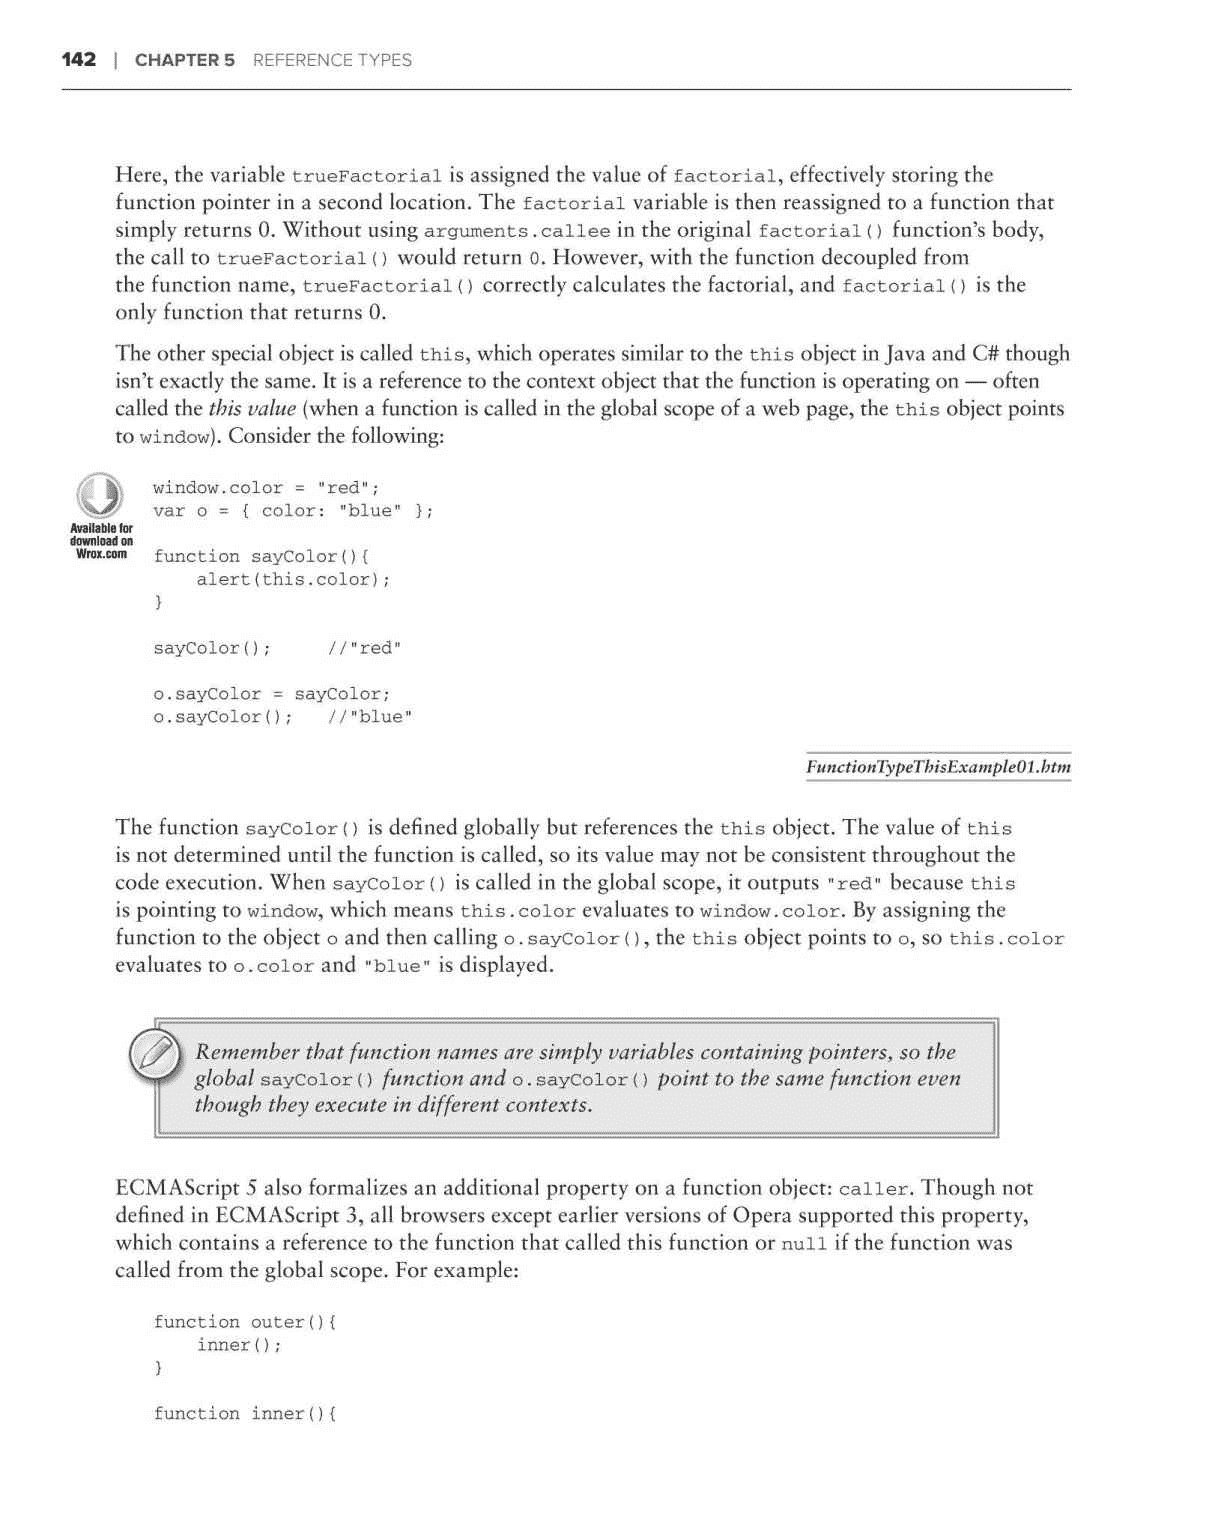 142 | CHAPTER 5 REFERENCE TYPES
Here, the variable trueFactorial is assigned the value of factorial, effectively storing the
function pointer in a second location. The factorial variable is then reassigned to a function that
simply returns 0. Without using arguments.callee in the original factorial() function's body,
the call to trueFactorial() would return 0. However, with the function decoupled from
the function name, trueFactorial() correctly calculates the factorial, and factorial() is the
only function that returns 0.
The other special object is called this, which operates similar to the this object in Java and C# though
isn't exactly the same. It is a reference to the context object that the function is operating on — often
called the this value (when a function is called in the global scope of a web page, the this object points
to window). Consider the following:
window.color = "red";
var o = { color: "blue" };
Available for
download on
Wrox.com
function sayColor(){
    alert(this.color);
}
sayColor();     //"red"
o.sayColor = sayColor;
o.sayColor();   //"blue"
FunctionTypeThisExample01.htm
The function sayColor() is defined globally but references the this object. The value of this
is not determined until the function is called, so its value may not be consistent throughout the
code execution. When sayColor() is called in the global scope, it outputs "red" because this
is pointing to window, which means this.color evaluates to window.color. By assigning the
function to the object o and then calling o.sayColor(), the this object points to o, so this.color
evaluates to o.color and "blue" is displayed.
Remember that function names are simply variables containing pointers, so the
global sayColor() function and o.sayColor() point to the same function even
though they execute in different contexts.
ECMAScript 5 also formalizes an additional property on a function object: caller. Though not
defined in ECMAScript 3, all browsers except earlier versions of Opera supported this property,
which contains a reference to the function that called this function or null if the function was
called from the global scope. For example:
function outer(){
    inner();
}
function inner(){